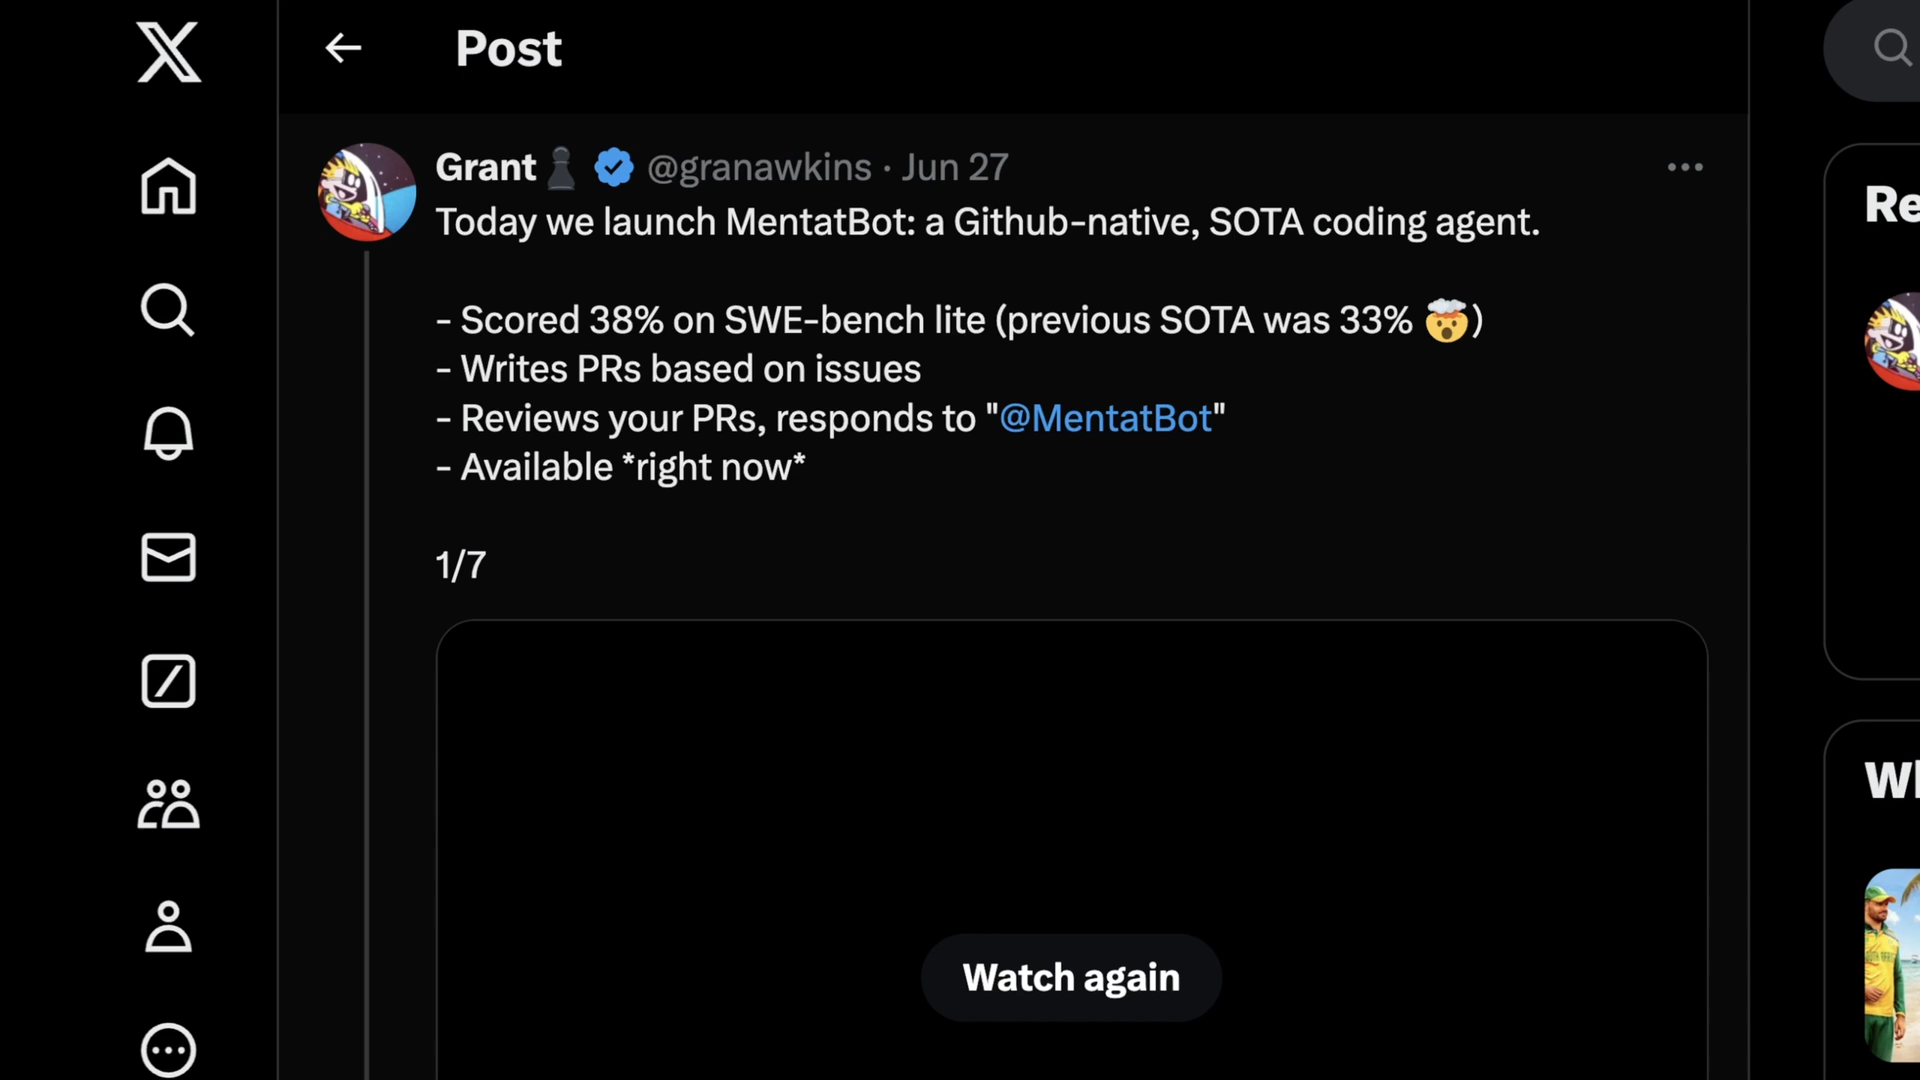 Post
Grant♟️ @granawkins · Jun 27
Today we launch MentatBot: a Github-native, SOTA coding agent.
- Scored 38% on SWE-bench lite (previous SOTA was 33% 🤯)
- Writes PRs based on issues
- Reviews your PRs, responds to "@MentatBot"
- Available *right now*
1/7
Watch again
Re